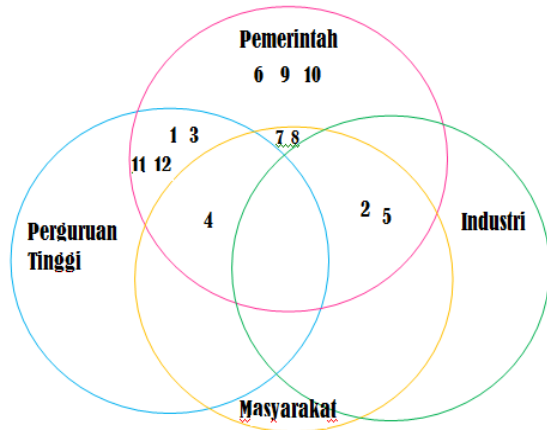 Pemerintah
6 9 10
1 3
7 8
11 12
2 5
4
Perguruan
Tinggi
Industri
Masyarakat